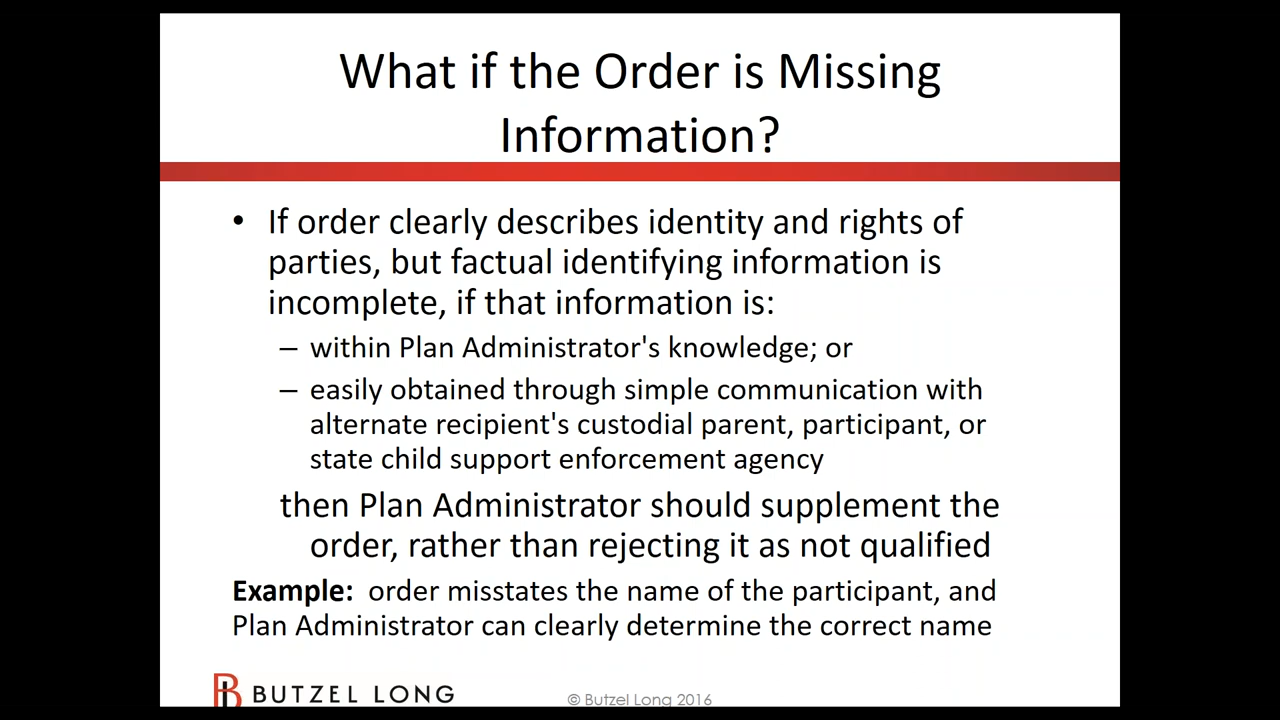 What if the Order is Missing
Information?
• If order clearly describes identity and rights of
parties, but factual identifying information is
incomplete, if that information is:
– within Plan Administrator's knowledge; or
– easily obtained through simple communication with
alternate recipient's custodial parent, participant, or
state child support enforcement agency
then Plan Administrator should supplement the
order, rather than rejecting it as not qualified
Example: order misstates the name of the participant, and
Plan Administrator can clearly determine the correct name
BUTZEL LONG
© Butzel Long 2016